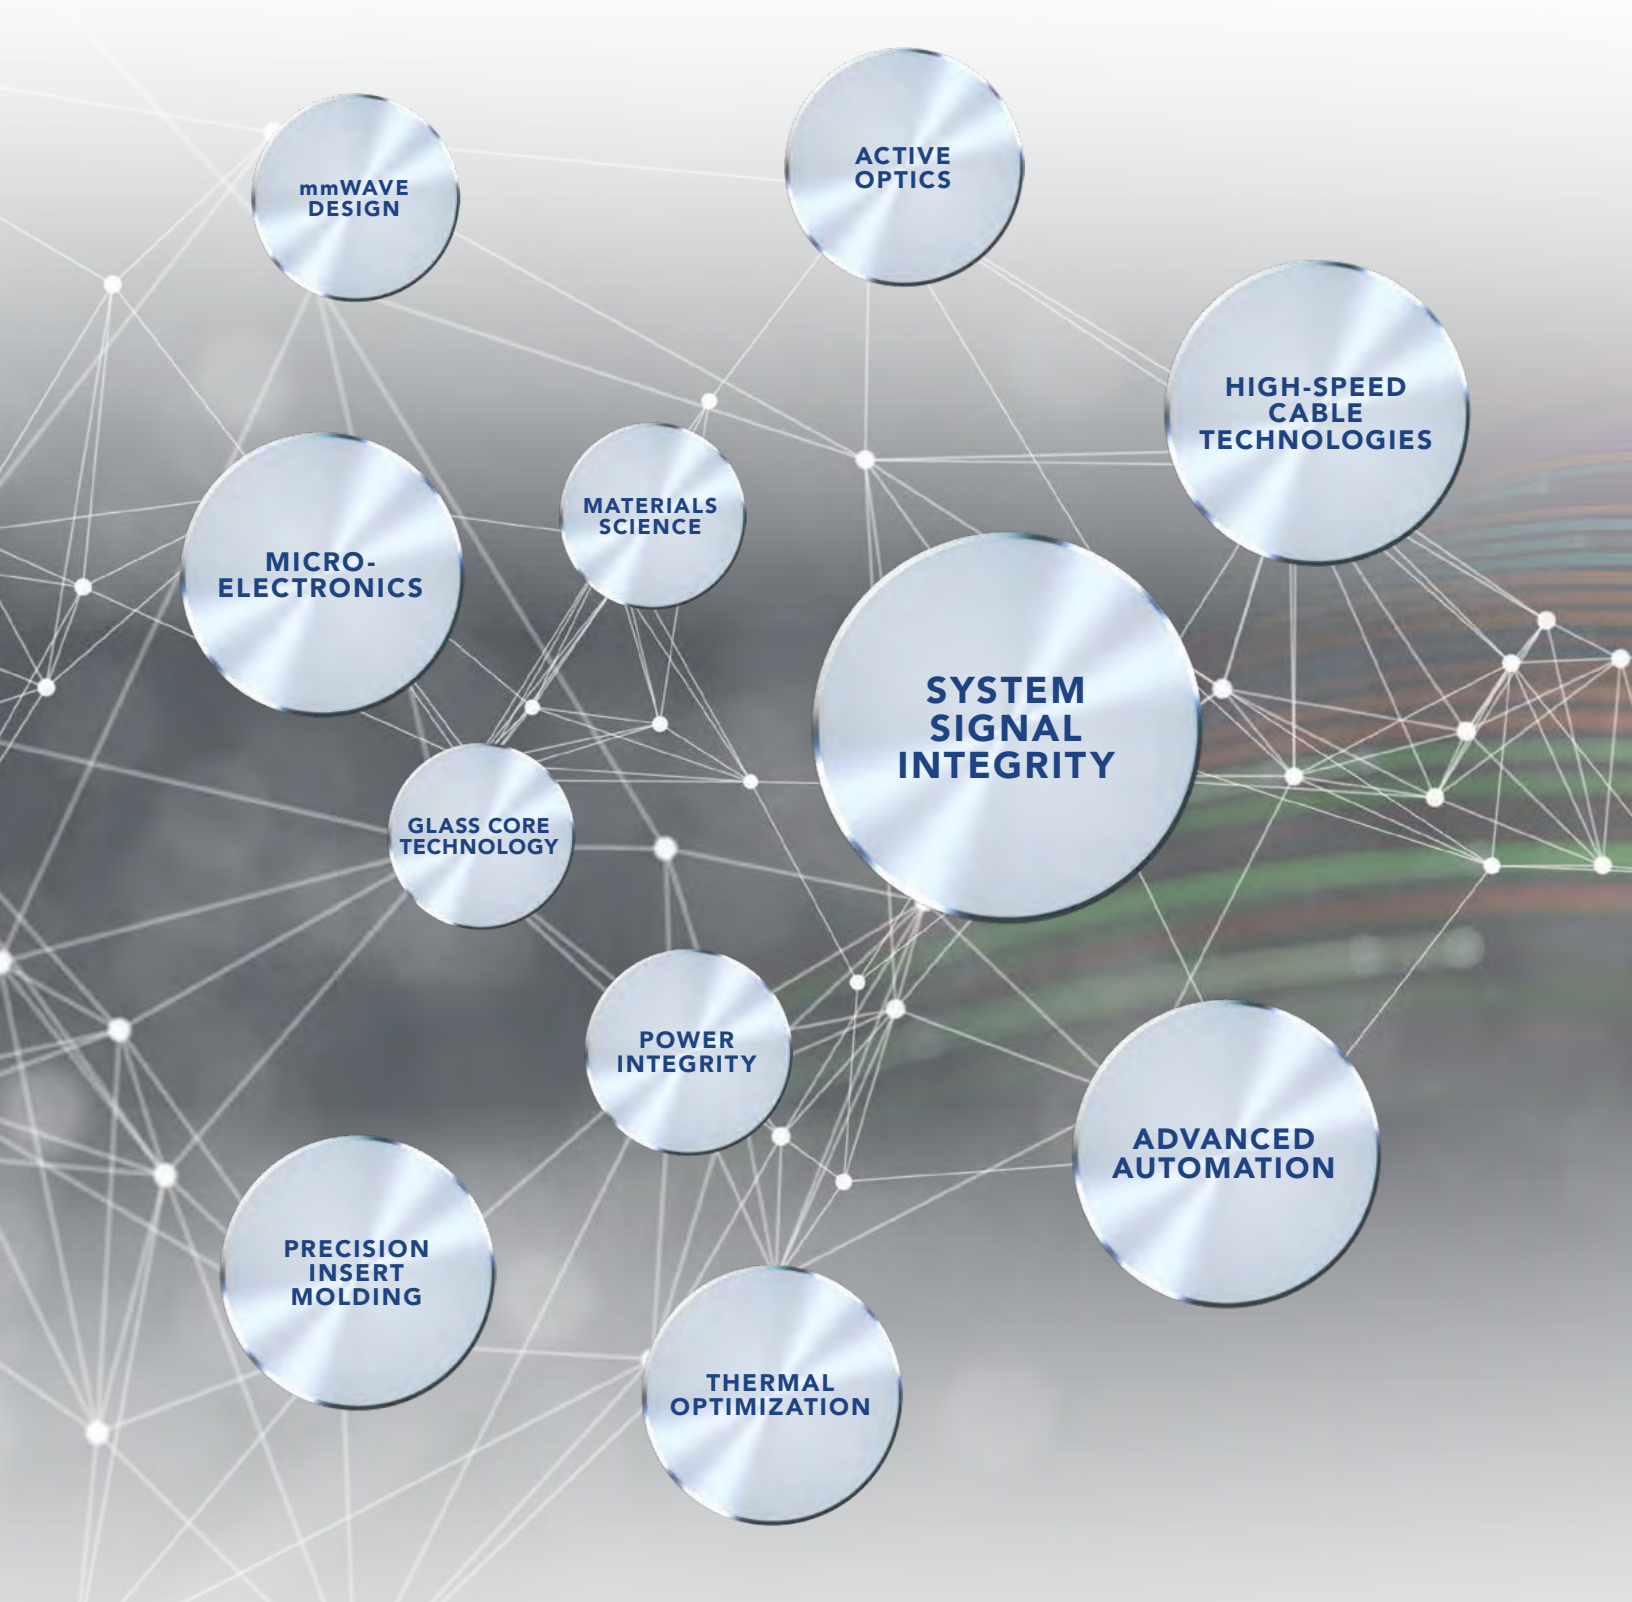 mmWAVE
DESIGN
ACTIVE
OPTICS
HIGH-SPEED
CABLE
TECHNOLOGIES
MICRO-
ELECTRONICS
MATERIALS
SCIENCE
SYSTEM
SIGNAL
INTEGRITY
GLASS CORE
TECHNOLOGY
POWER
INTEGRITY
ADVANCED
AUTOMATION
PRECISION
INSERT
MOLDING
THERMAL
OPTIMIZATION